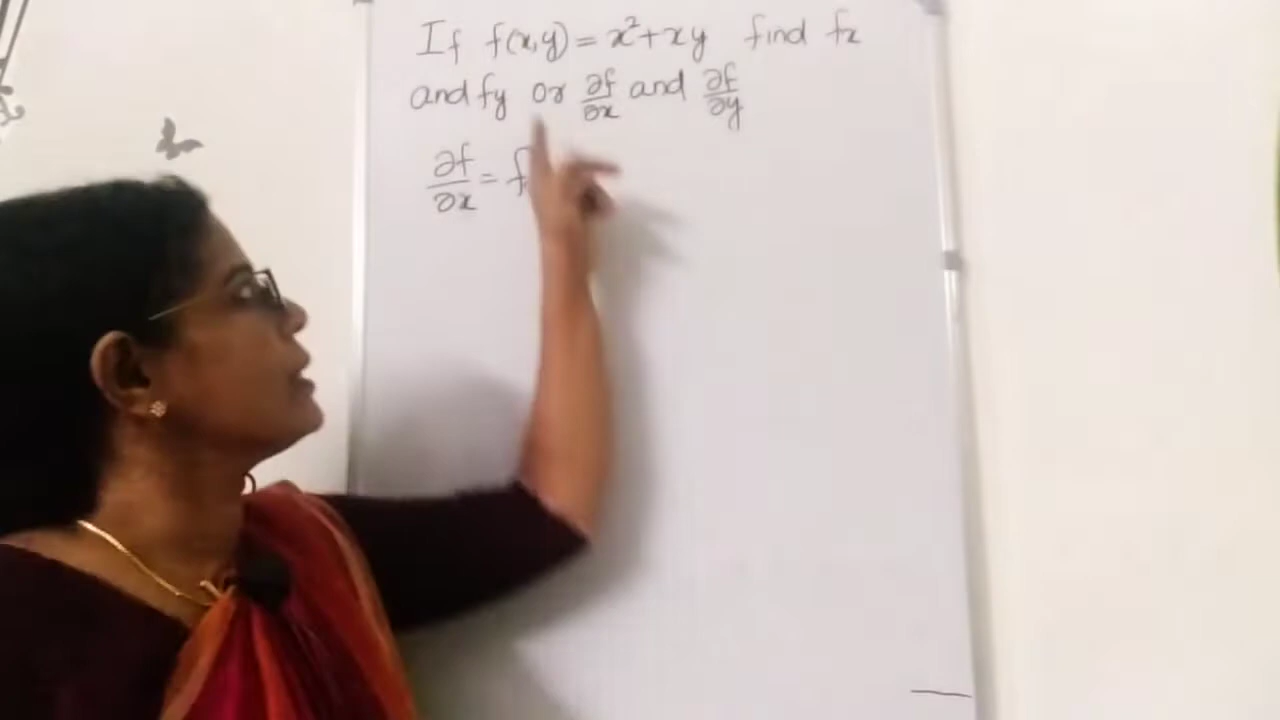 If f(x,y) = x²+xy find fx
and fy or ∂f/∂x and ∂f/∂y
∂f/∂x = f